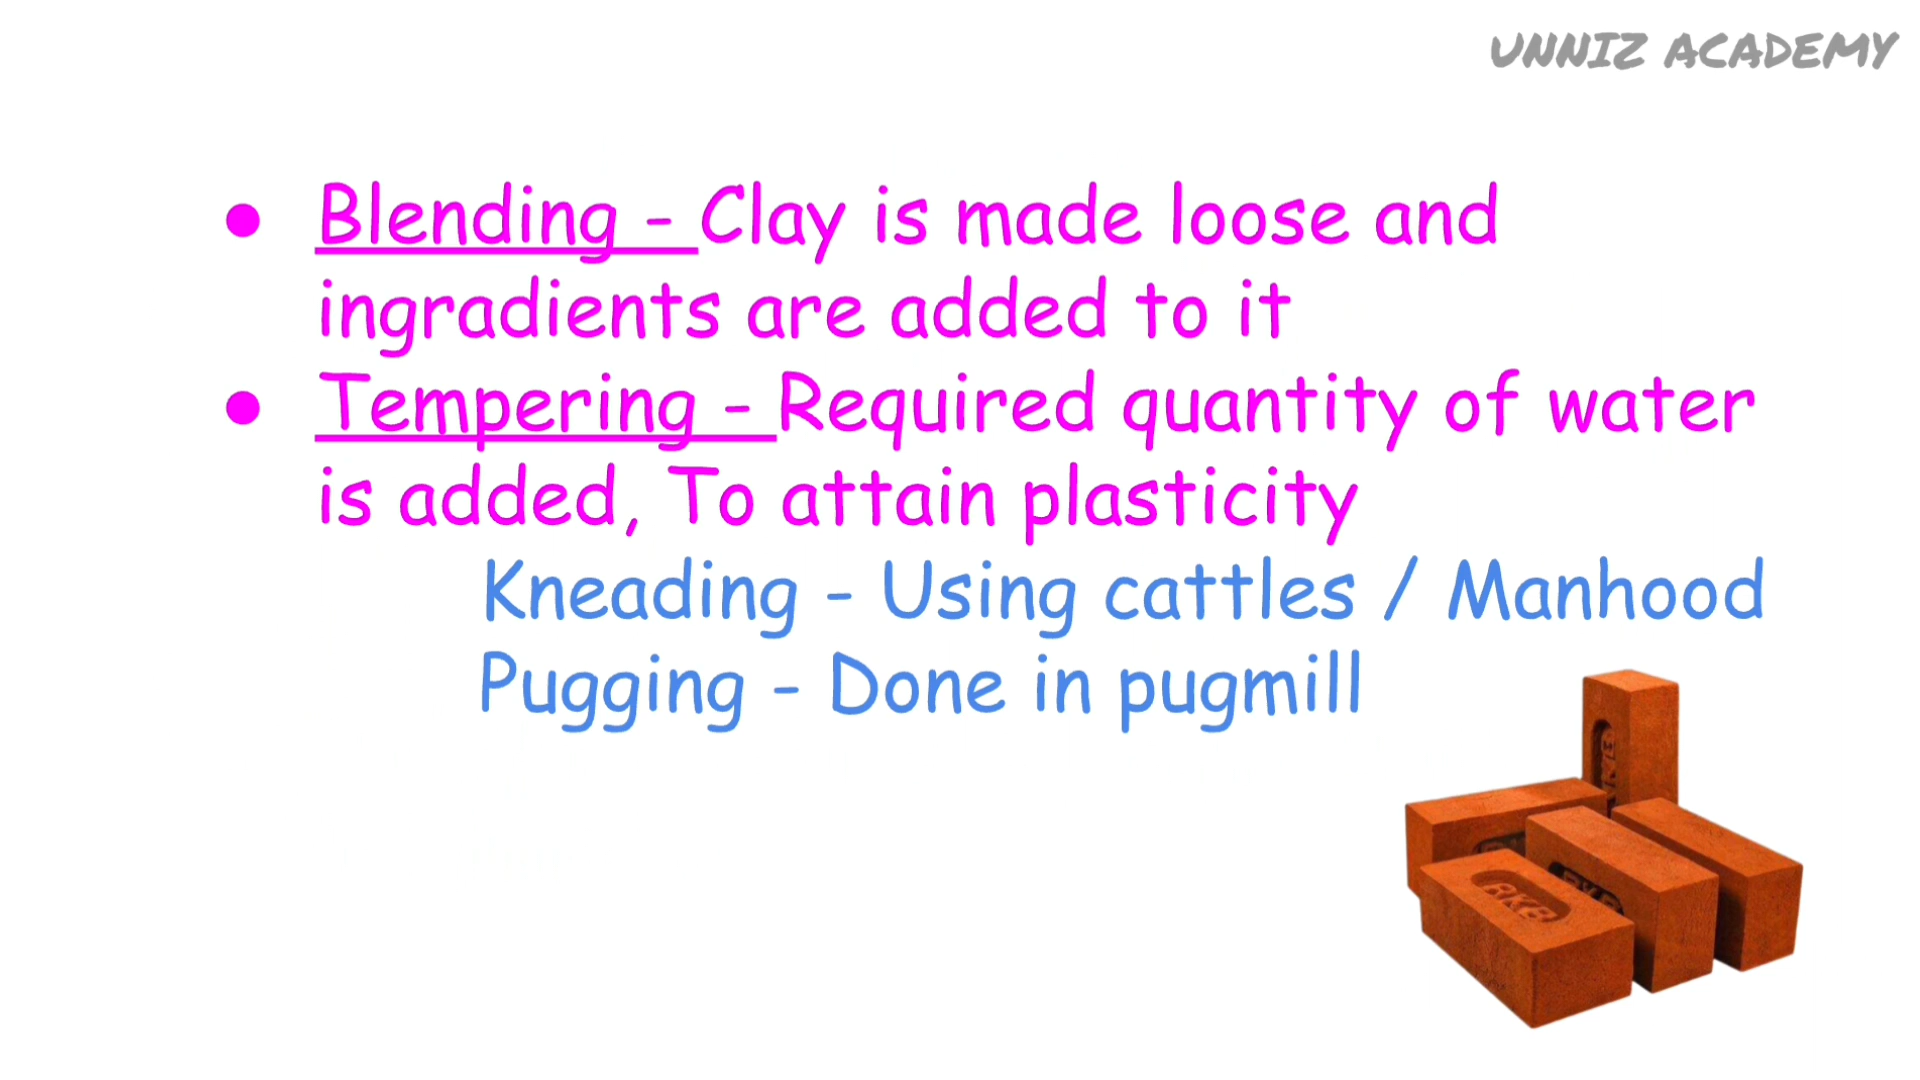 UNNIZ ACADEMY
● Blending - Clay is made loose and
ingradients are added to it
● Tempering - Required quantity of water
is added, To attain plasticity
Kneading - Using cattles / Manhood
Pugging - Done in pugmill
RKB